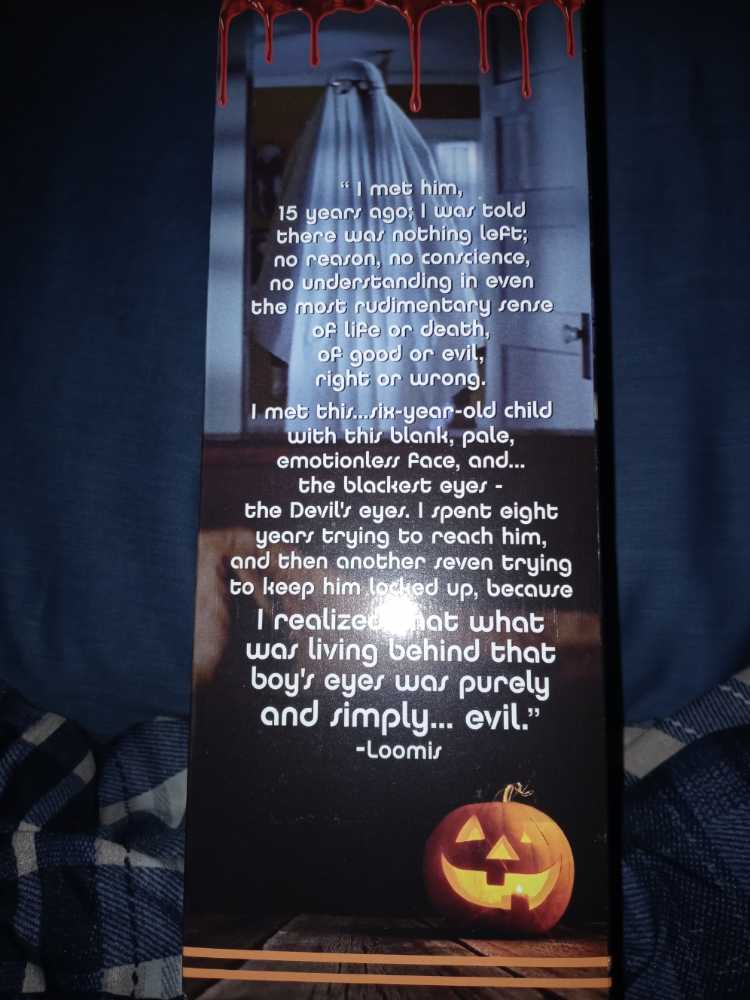 “ I met him,
15 years ago; I was told
there was nothing left;
no reason, no conscience,
no understanding in even
the most rudimentary sense
of life or death,
of good or evil,
right or wrong.
I met this...six-year-old child
with this blank, pale,
emotionless face, and...
the blackest eyes -
the Devil's eyes. I spent eight
years trying to reach him,
and then another seven trying
to keep him locked up, because
I realized that what
was living behind that
boy's eyes was purely
and simply... evil.”
-Loomis